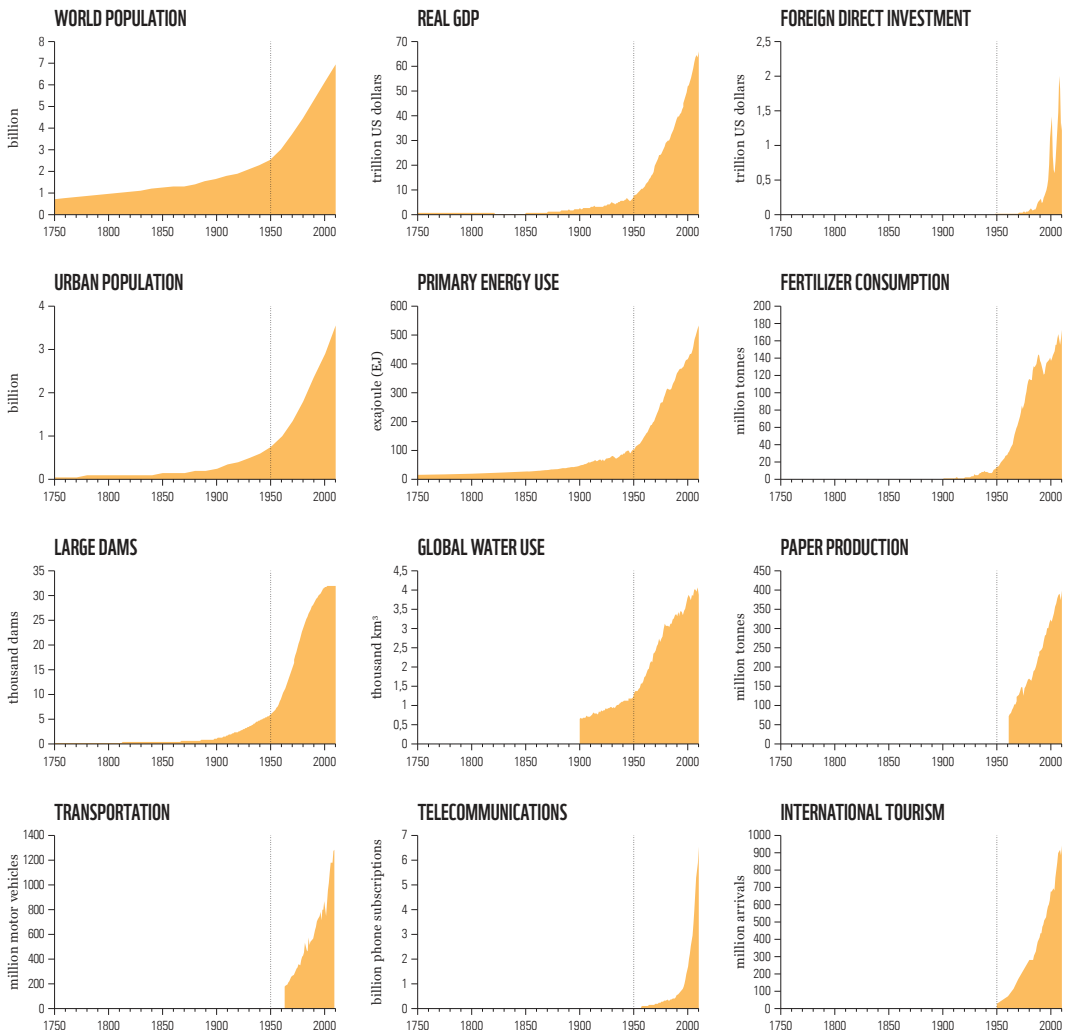 WORLD POPULATION
billion
8
7
6
5
4
3
2
1
0
1750 1800 1850 1900 1950 2000
REAL GDP
trillion US dollars
70
60
50
40
30
20
10
0
1750 1800 1850 1900 1950 2000
FOREIGN DIRECT INVESTMENT
trillion US dollars
2,5
2
1,5
1
0,5
0
1750 1800 1850 1900 1950 2000
URBAN POPULATION
billion
4
3
2
1
0
1750 1800 1850 1900 1950 2000
PRIMARY ENERGY USE
exajoule (EJ)
600
500
400
300
200
100
0
1750 1800 1850 1900 1950 2000
FERTILIZER CONSUMPTION
million tonnes
200
180
160
140
120
100
80
60
40
20
0
1750 1800 1850 1900 1950 2000
LARGE DAMS
thousand dams
35
30
25
20
15
10
5
0
1750 1800 1850 1900 1950 2000
GLOBAL WATER USE
thousand km³
4,5
4
3,5
3
2,5
2
1,5
1
0,5
0
1750 1800 1850 1900 1950 2000
PAPER PRODUCTION
million tonnes
450
400
350
300
250
200
150
100
50
0
1750 1800 1850 1900 1950 2000
TRANSPORTATION
million motor vehicles
1400
1200
1000
800
600
400
200
0
1750 1800 1850 1900 1950 2000
TELECOMMUNICATIONS
billion phone subscriptions
7
6
5
4
3
2
1
0
1750 1800 1850 1900 1950 2000
INTERNATIONAL TOURISM
million arrivals
1000
900
800
700
600
500
400
300
200
100
0
1750 1800 1850 1900 1950 2000